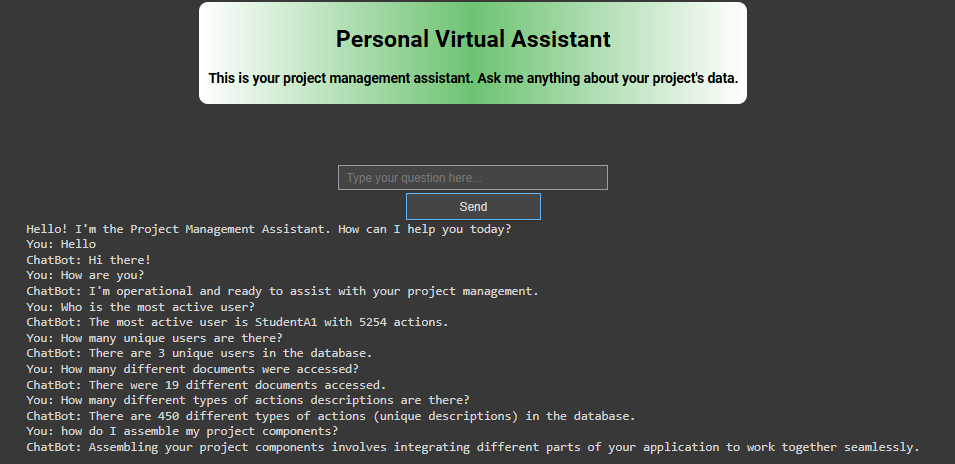 Personal Virtual Assistant
This is your project management assistant. Ask me anything about your project's data.
Type your question here...
Send
Hello! I'm the Project Management Assistant. How can I help you today?
You: Hello
ChatBot: Hi there!
You: How are you?
ChatBot: I'm operational and ready to assist with your project management.
You: Who is the most active user?
ChatBot: The most active user is StudentA1 with 5254 actions.
You: How many unique users are there?
ChatBot: There are 3 unique users in the database.
You: How many different documents were accessed?
ChatBot: There were 19 different documents accessed.
You: How many different types of actions descriptions are there?
ChatBot: There are 450 different types of actions (unique descriptions) in the database.
You: how do I assemble my project components?
ChatBot: Assembling your project components involves integrating different parts of your application to work together seamlessly.